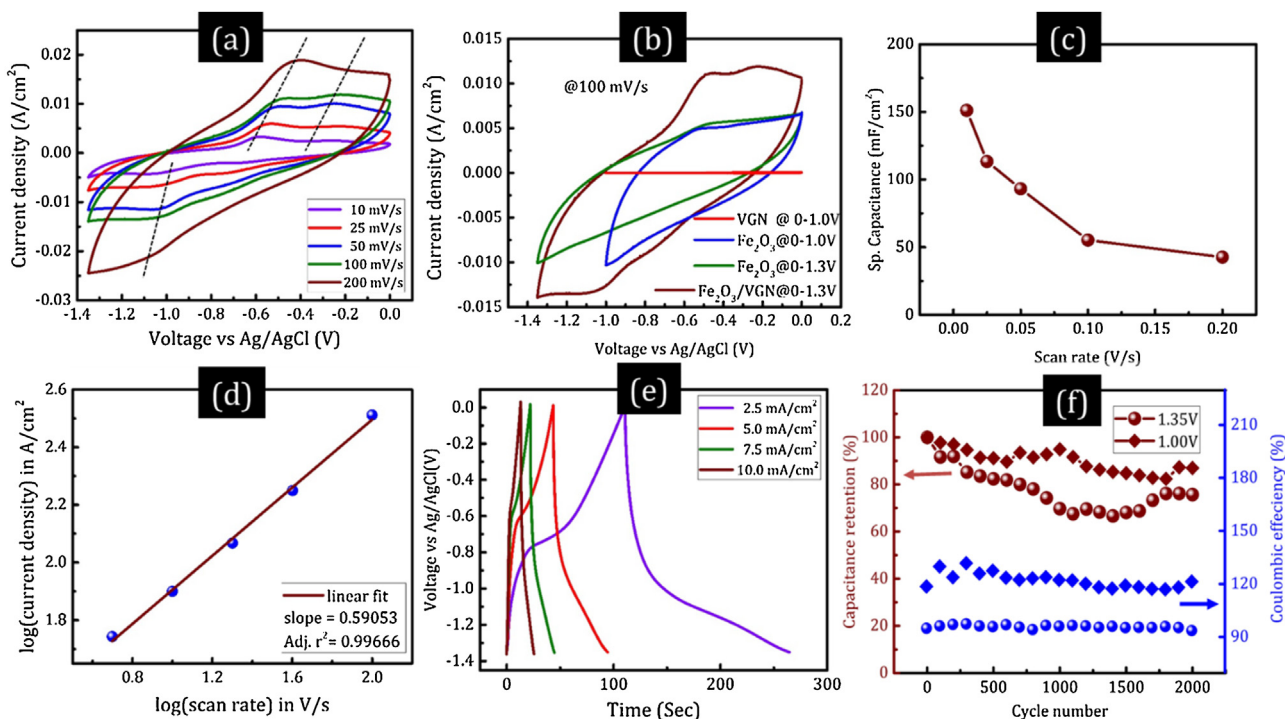 (a)
0.02
0.01
0.00
-0.01
-0.02
-0.03
Current density (A/cm²)
10 mV/s
25 mV/s
50 mV/s
100 mV/s
200 mV/s
-1.4 -1.2 -1.0 -0.8 -0.6 -0.4 -0.2 0.0
Voltage vs Ag/AgCl (V)
(b)
@100 mV/s
0.015
0.010
0.005
0.000
-0.005
-0.010
-0.015
Current density (A/cm²)
VGN @ 0-1.0V
Fe₂O₃@0-1.0V
Fe₂O₃@0-1.3V
Fe₂O₃/VGN@0-1.3V
-1.4 -1.2 -1.0 -0.8 -0.6 -0.4 -0.2 0.0
Voltage vs Ag/AgCl (V)
(c)
200
150
100
50
0
Sp. Capacitance (mF/cm²)
0.00 0.05 0.10 0.15 0.20
Scan rate (V/s)
(d)
2.6
2.4
2.2
2.0
1.8
log(current density) in A/cm²
linear fit
slope = 0.59053
Adj. r²= 0.99666
0.8 1.2 1.6 2.0
log(scan rate) in V/s
(e)
0.0
-0.2
-0.4
-0.6
-0.8
-1.0
-1.2
-1.4
Voltage vs Ag/AgCl(V)
2.5 mA/cm²
5.0 mA/cm²
7.5 mA/cm²
10.0 mA/cm²
0 50 100 150 200 250 300
Time (Sec)
(f)
120
100
80
60
40
20
0
Capacitance retention (%)
1.35V
1.00V
210
180
150
120
90
Coulombic effeciency (%)
0 500 1000 1500 2000
Cycle number